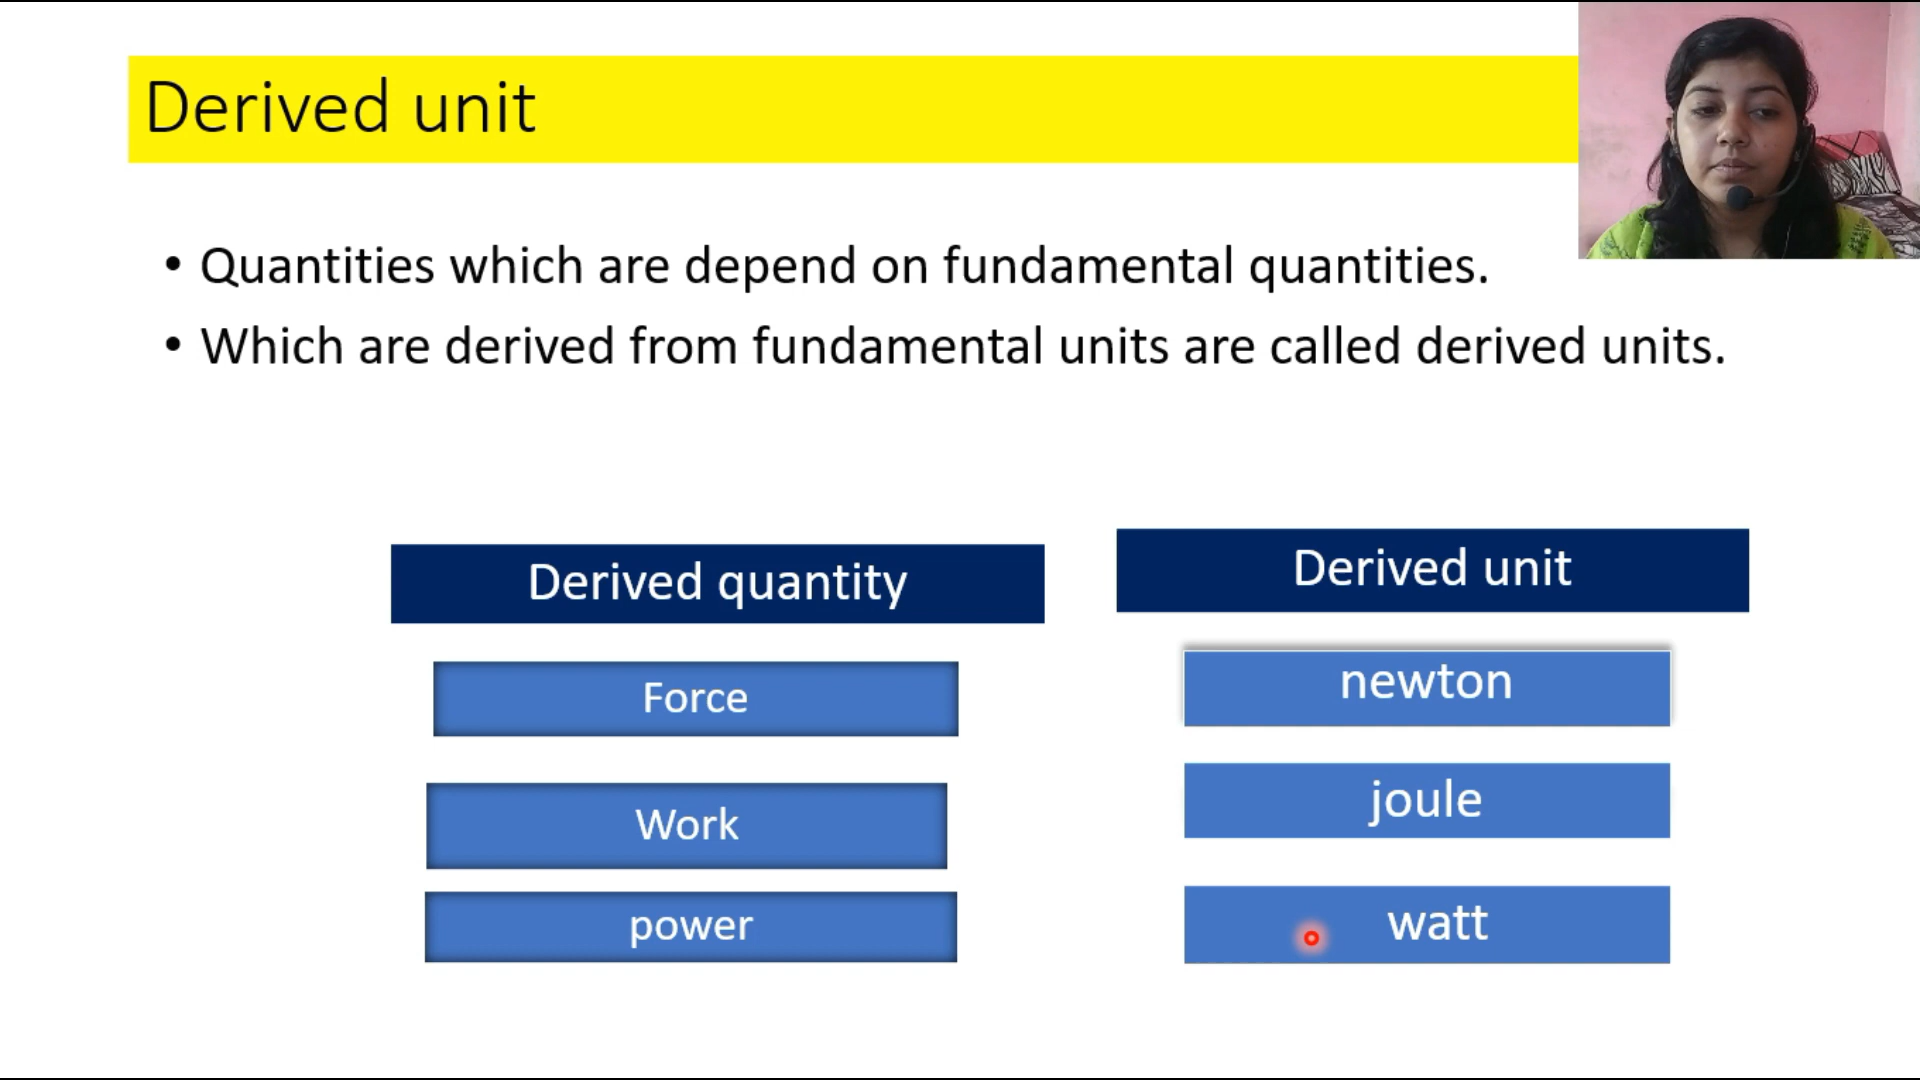 Derived unit
• Quantities which are depend on fundamental quantities.
• Which are derived from fundamental units are called derived units.
Derived quantity
Derived unit
Force
newton
Work
joule
power
watt